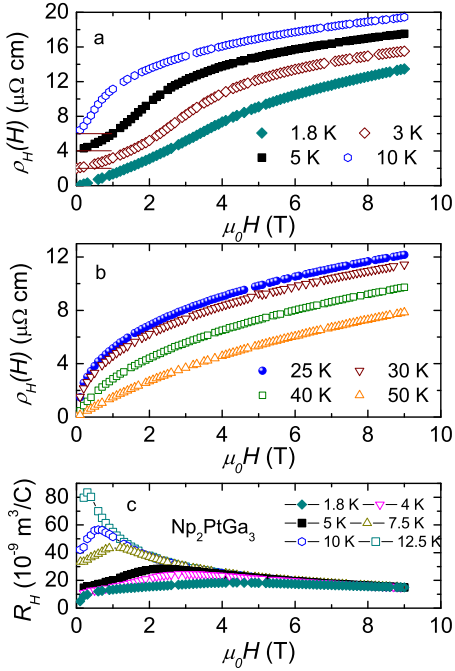 20
16
12
8
4
0
ρH(H) (μΩ cm)
a
1.8 K
3 K
5 K
10 K
0 2 4 6 8 10
μ0H (T)
12
8
4
0
ρH(H) (μΩ cm)
b
25 K
30 K
40 K
50 K
0 2 4 6 8 10
μ0H (T)
80
60
40
20
0
RH (10-9 m3/C)
c
Np2PtGa3
1.8 K
4 K
5 K
7.5 K
10 K
12.5 K
0 2 4 6 8 10
μ0H (T)